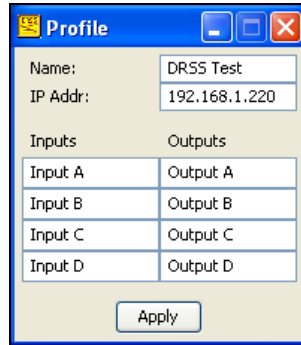 Profile
Name: DRSS Test
IP Addr: 192.168.1.220
Inputs Outputs
Input A Output A
Input B Output B
Input C Output C
Input D Output D
Apply